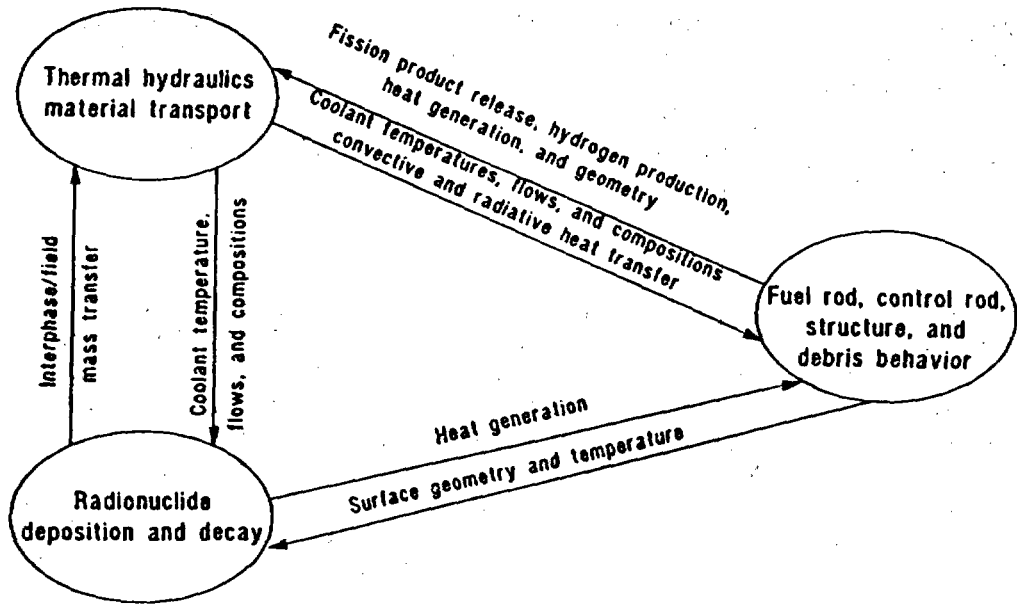 Thermal hydraulics
material transport
Fission product release, hydrogen production,
heat generation, and geometry
Coolant temperatures, flows, and compositions
convective and radiative heat transfer
Interphase/field
mass transfer
Coolant temperature,
flows, and compositions
Fuel rod, control rod,
structure, and
debris behavior
Heat generation
Surface geometry and temperature
Radionuclide
deposition and decay